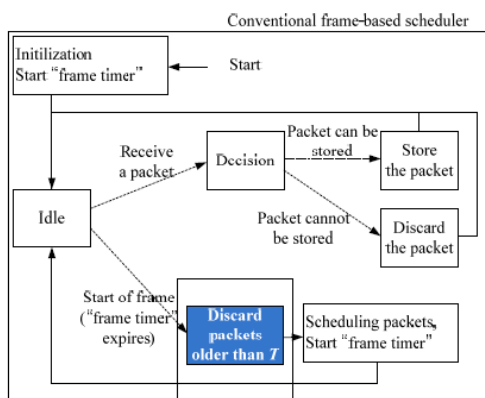 Conventional frame-based scheduler
Initilization
Start “frame timer”
Start
Receive
a packet
Decision
Packet can be
stored
Store
the packet
Idle
Packet cannot
be stored
Discard
the packet
Start of frame
(“frame timer”
expires)
Discard
packets
older than T
Scheduling packets,
Start “frame timer”